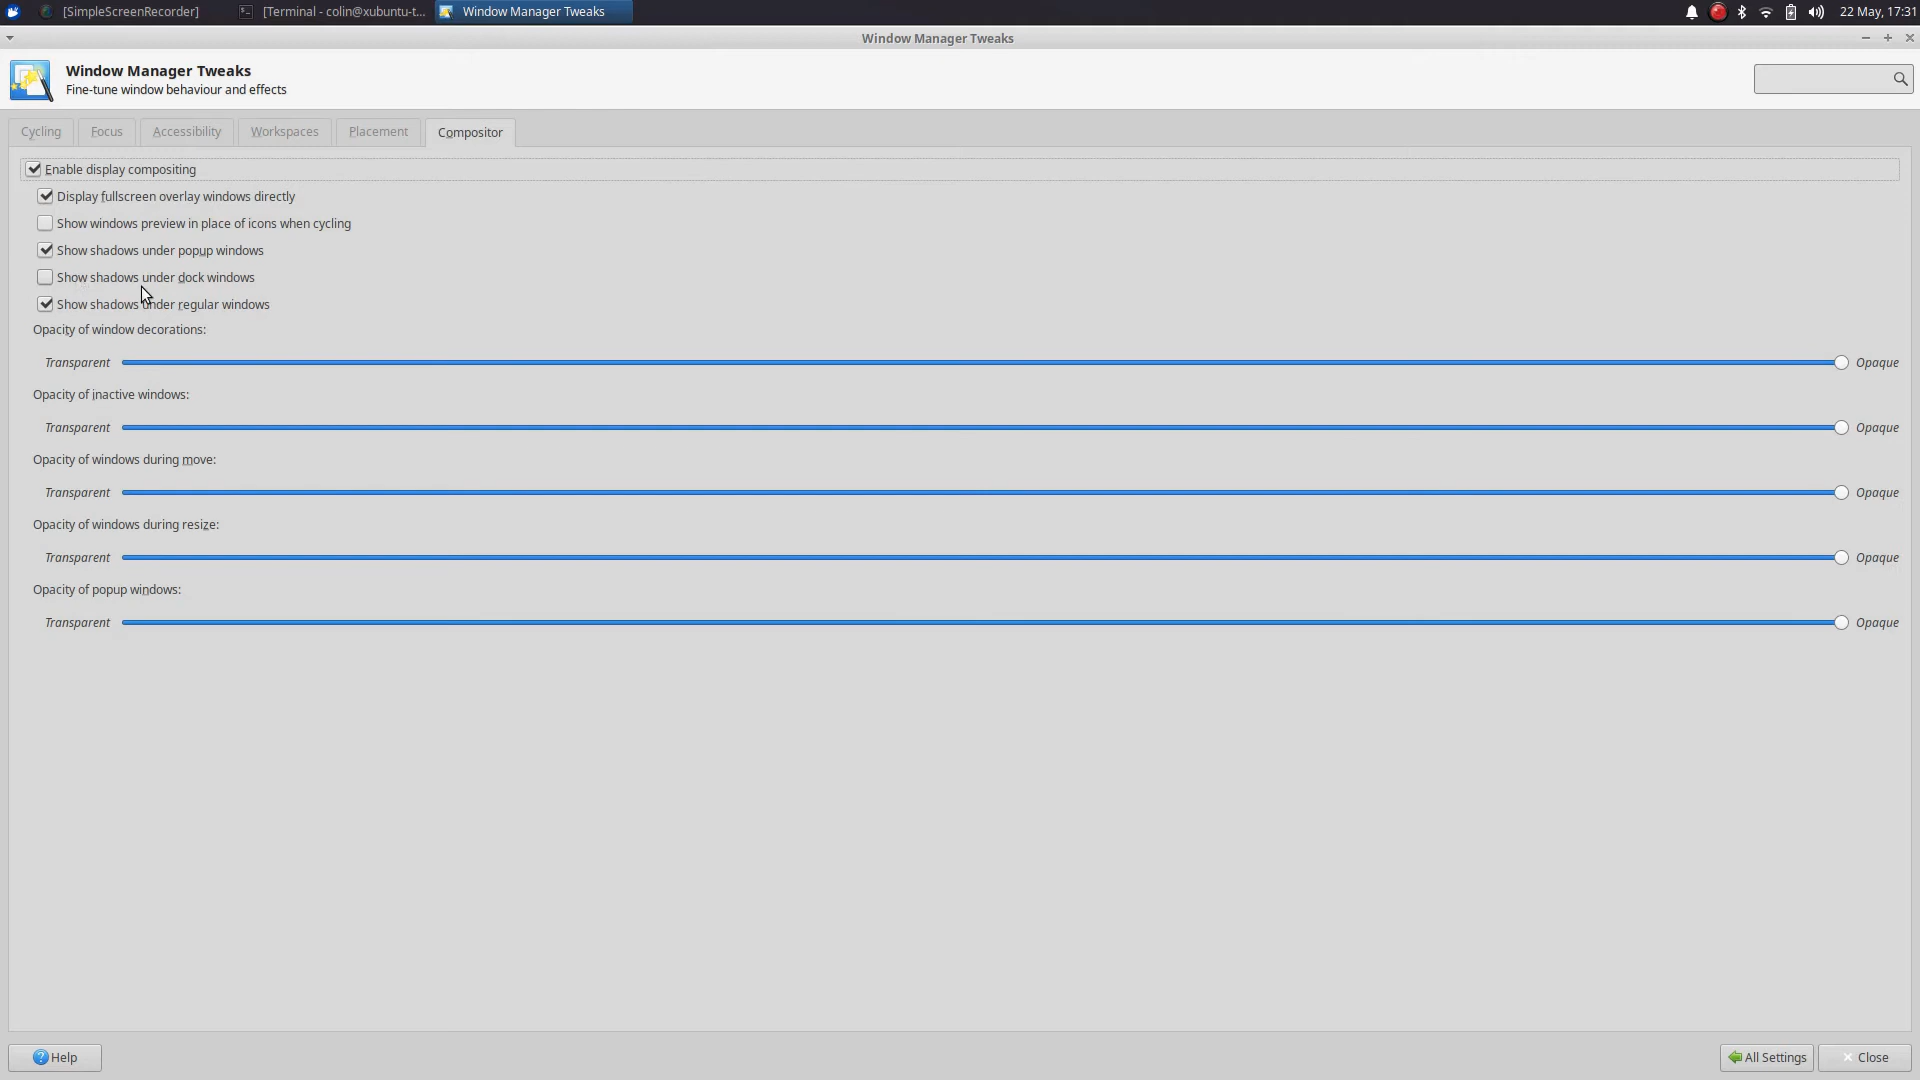 [SimpleScreenRecorder]
[Terminal - colin@xubuntu-t...
Window Manager Tweaks
22 May, 17:31
Window Manager Tweaks
Window Manager Tweaks
Fine-tune window behaviour and effects
Cycling
Focus
Accessibility
Workspaces
Placement
Compositor
Enable display compositing
Display fullscreen overlay windows directly
Show windows preview in place of icons when cycling
Show shadows under popup windows
Show shadows under dock windows
Show shadows under regular windows
Opacity of window decorations:
Transparent
Opaque
Opacity of inactive windows:
Transparent
Opaque
Opacity of windows during move:
Transparent
Opaque
Opacity of windows during resize:
Transparent
Opaque
Opacity of popup windows:
Transparent
Opaque
Help
All Settings
Close